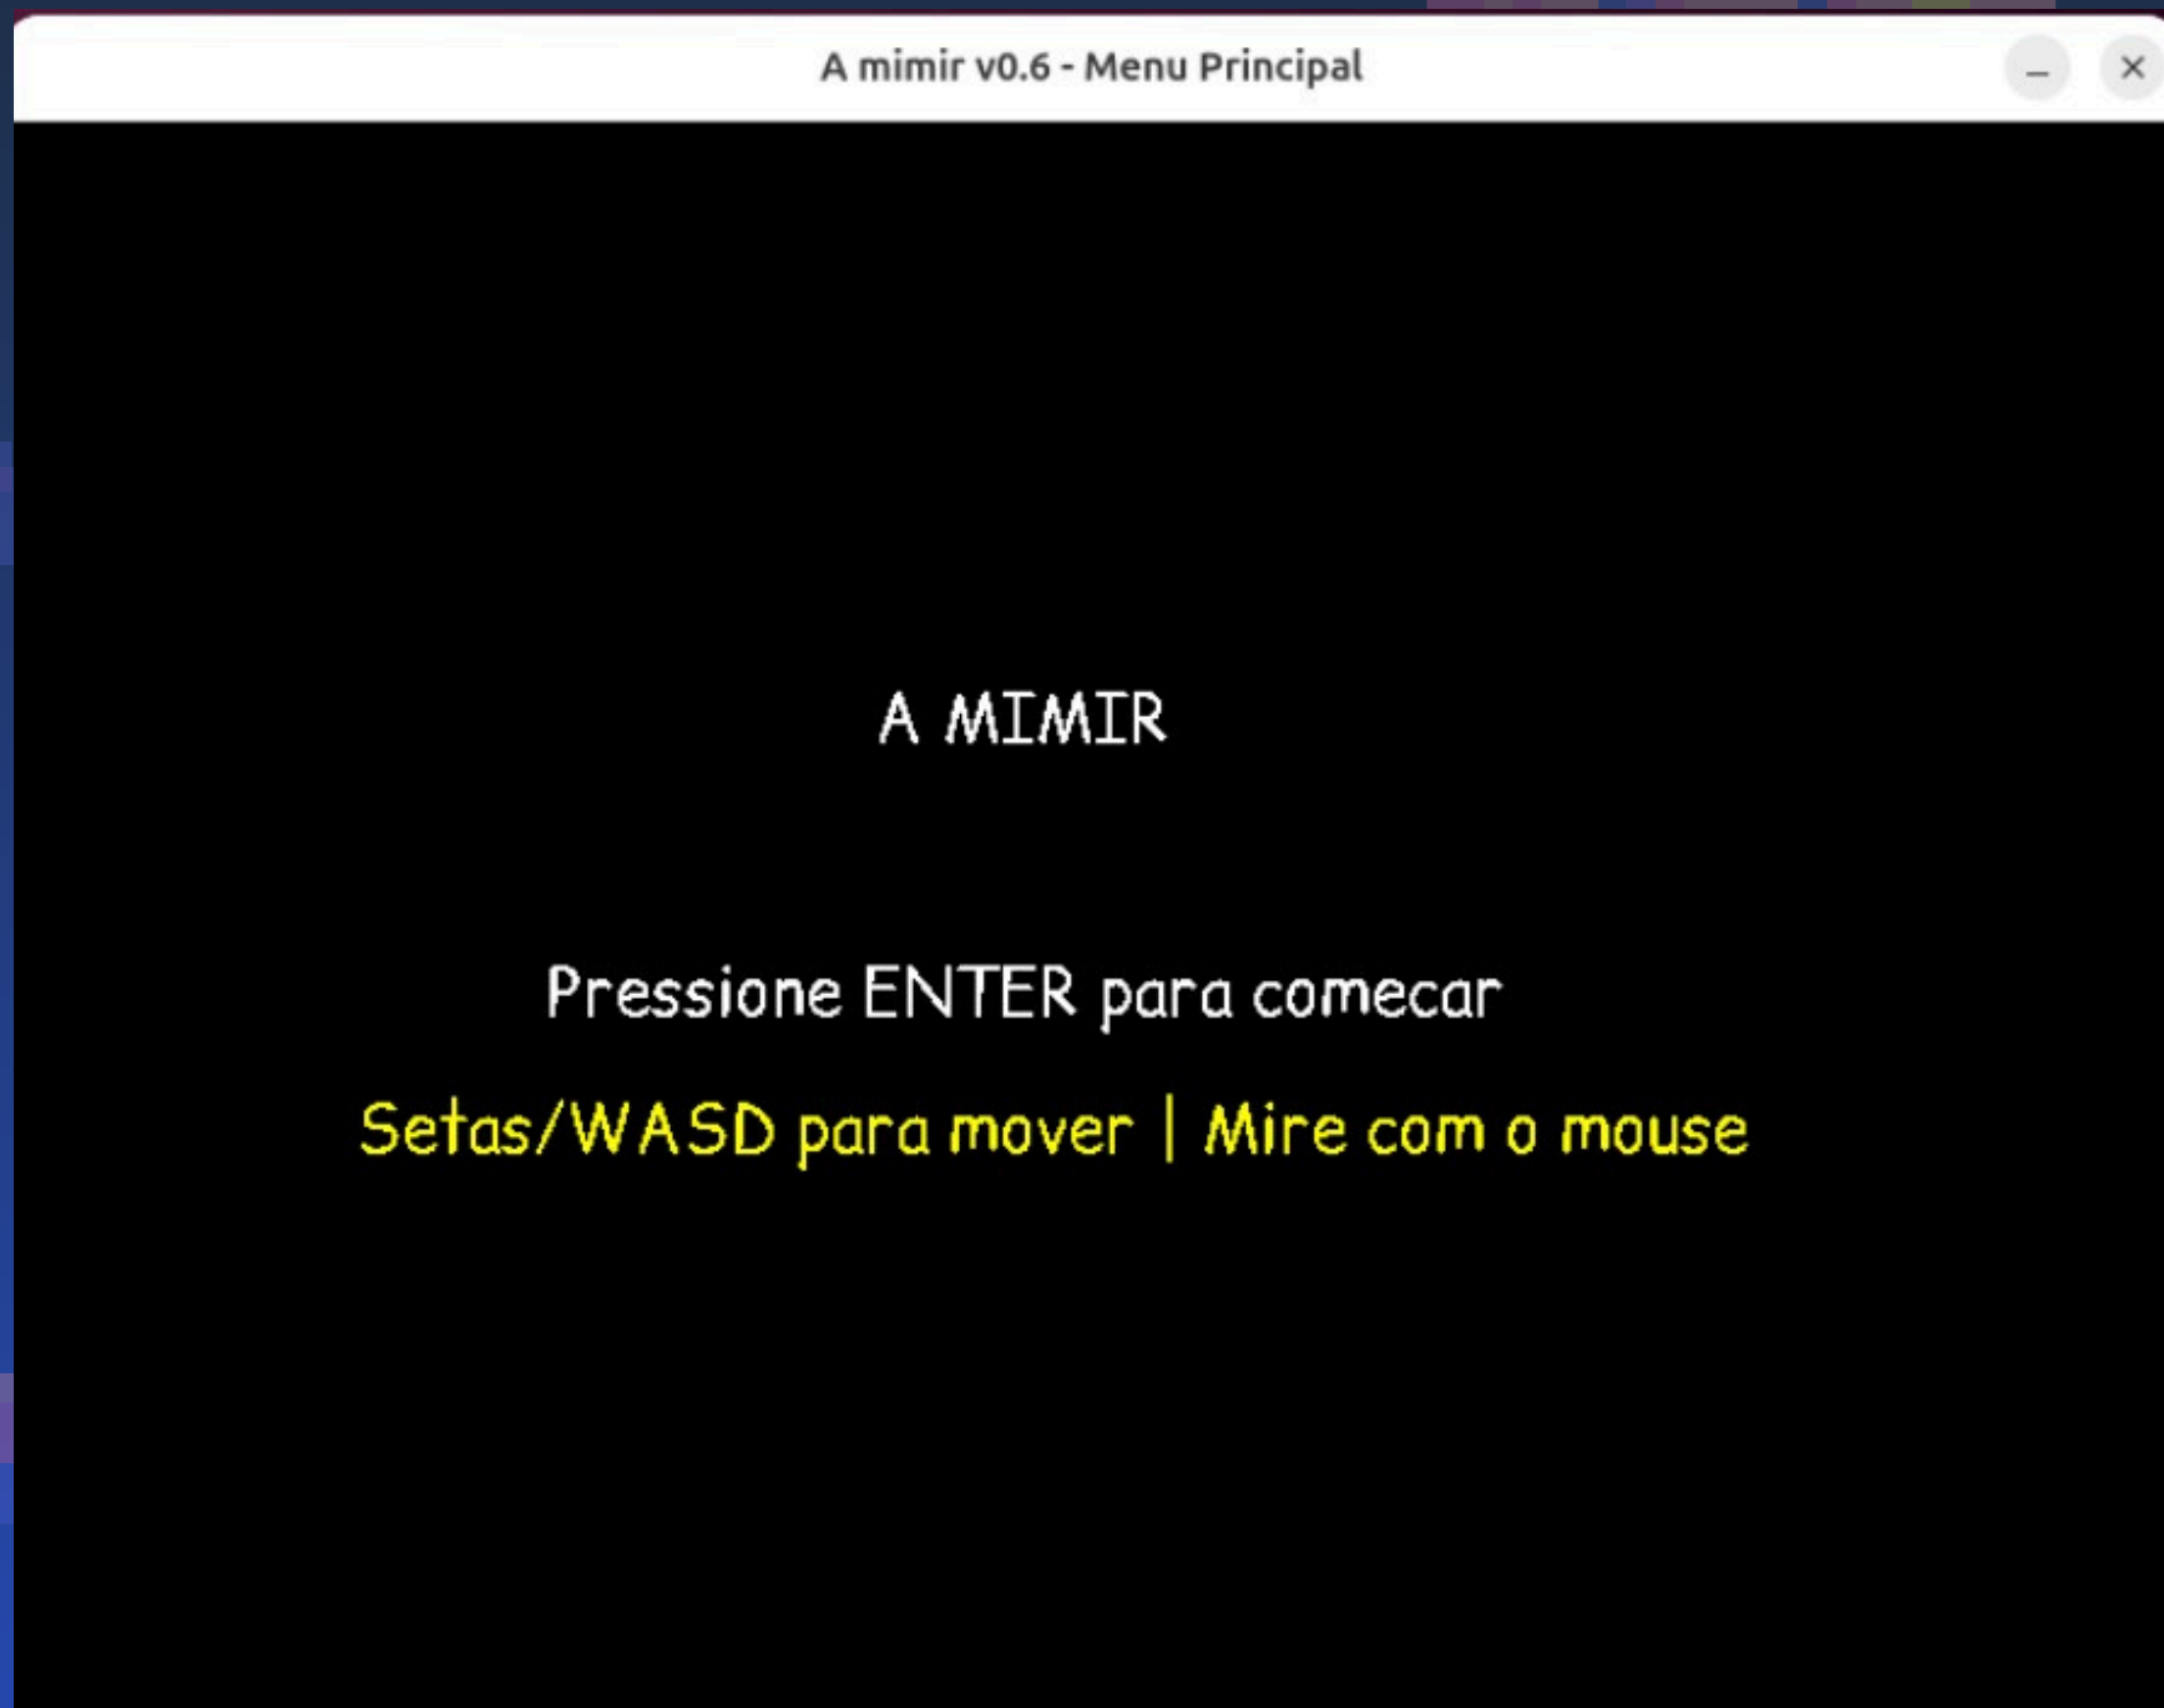 A mimir v0.6 - Menu Principal
A MIMIR
Pressione ENTER para comecar
Setas/WASD para mover | Mire com o mouse